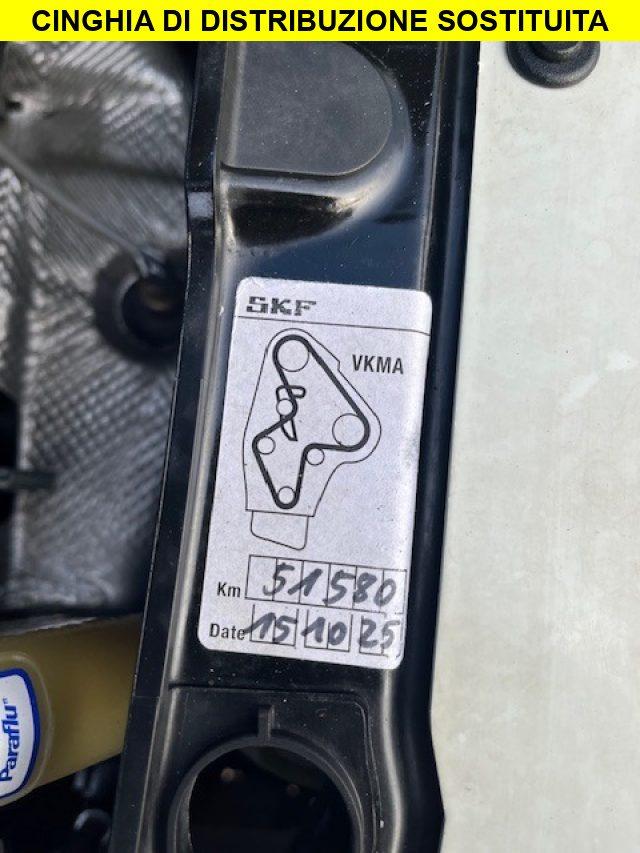 CINGHIA DI DISTRIBUZIONE SOSTITUITA
SKF
VKMA
Km 51580
Date 15 10 25
Paraflu"